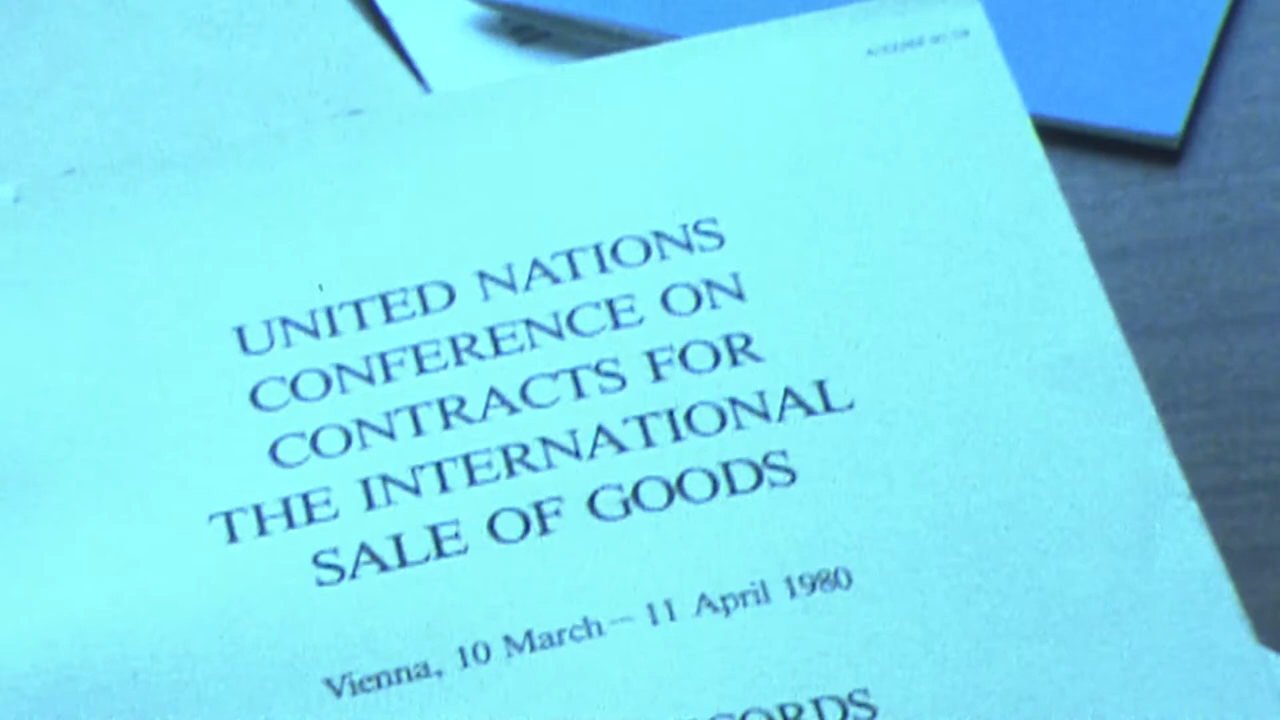 UNITED NATIONS
CONFERENCE ON
CONTRACTS FOR
THE INTERNATIONAL
SALE OF GOODS
Vienna, 10 March – 11 April 1980